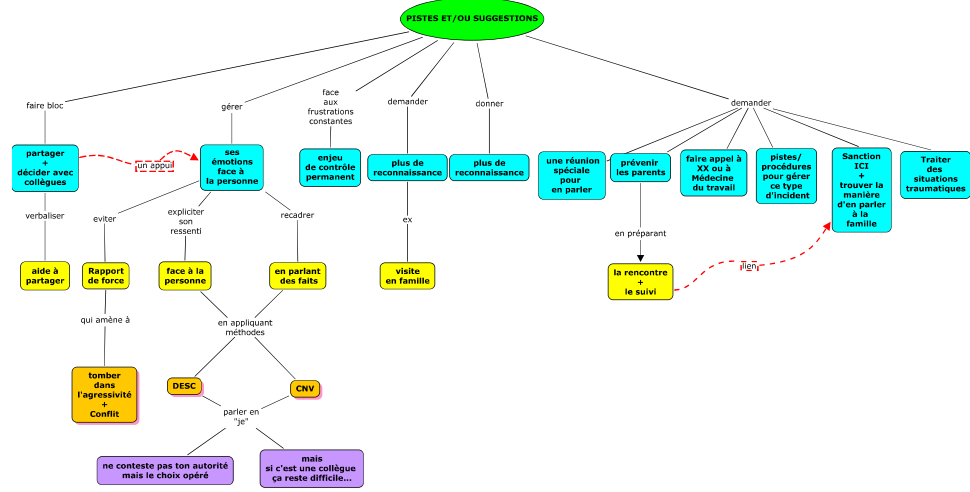 PISTES ET/OU SUGGESTIONS
faire bloc
gérer
face
aux
frustrations
constantes
demander
donner
demander
partager
+
décider avec
collègues
un appui
ses
émotions
face à
la personne
enjeu
de contrôle
permanent
plus de
reconnaissance
plus de
reconnaissance
une réunion
spéciale
pour
en parler
prévenir
les parents
faire appel à
XX ou à
Médecine
du travail
pistes/
procédures
pour gérer
ce type
d'incident
Sanction
ICI
+
trouver la
manière
d'en parler
à la
famille
Traiter
des
situations
traumatiques
verbaliser
eviter
expliciter
son
ressenti
recadrer
ex
en préparant
aide à
partager
Rapport
de force
face à la
personne
en parlant
des faits
visite
en famille
la rencontre
+
le suivi
lien
qui amène à
en appliquant
méthodes
tomber
dans
l'agressivité
+
Conflit
DESC
CNV
parler en
"je"
ne conteste pas ton autorité
mais le choix opéré
mais
si c'est une collègue
ça reste difficile...